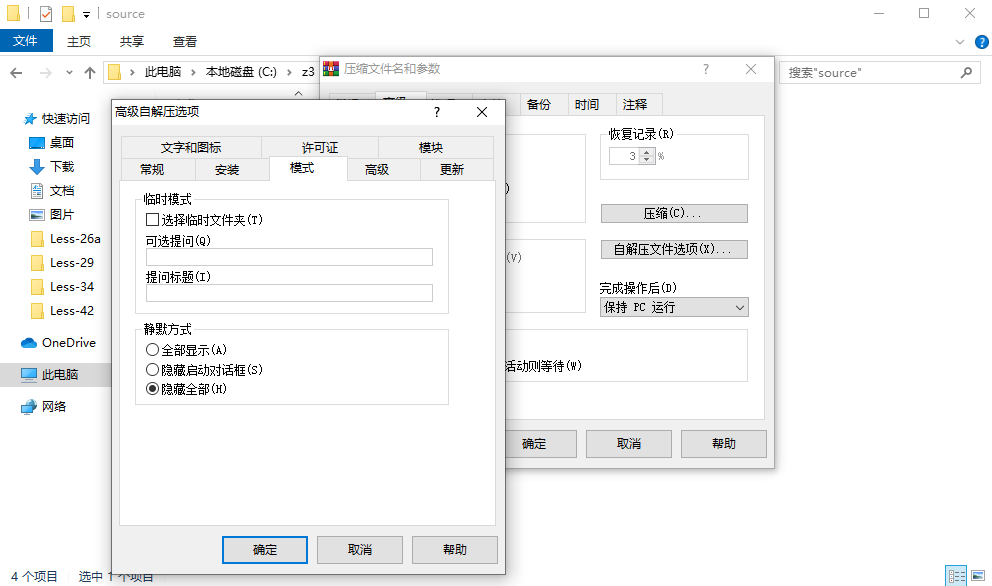 source
文件 主页 共享 查看
此电脑 本地磁盘 (C:) z3
搜索"source"
快速访问
桌面
下载
文档
图片
Less-26a
Less-29
Less-34
Less-42
OneDrive
此电脑
网络
4 个项目 选中 1 个项目
压缩文件名和参数
?
备份 时间 注释
恢复记录(R)
3 %
压缩(C)...
自解压文件选项(X)...
(V)
完成操作后(D)
保持 PC 运行
活动则等待(W)
确定 取消 帮助
高级自解压选项
?
文字和图标 许可证 模块
常规 安装 模式 高级 更新
临时模式
选择临时文件夹(T)
可选提问(Q)
提问标题(I)
静默方式
全部显示(A)
隐藏启动对话框(S)
隐藏全部(H)
确定 取消 帮助